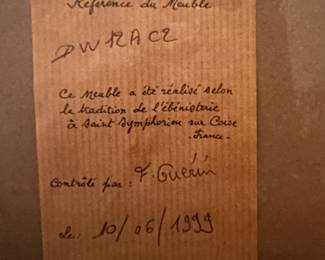 Référence du Meuble
DW12AC2
Ce Meuble a été réalisé selon
la tradition de l'ébénisterie
à Saint Symphorien sur Coise
.France-
Contrôlé par : F. Guérin
Le : 10/06/1999